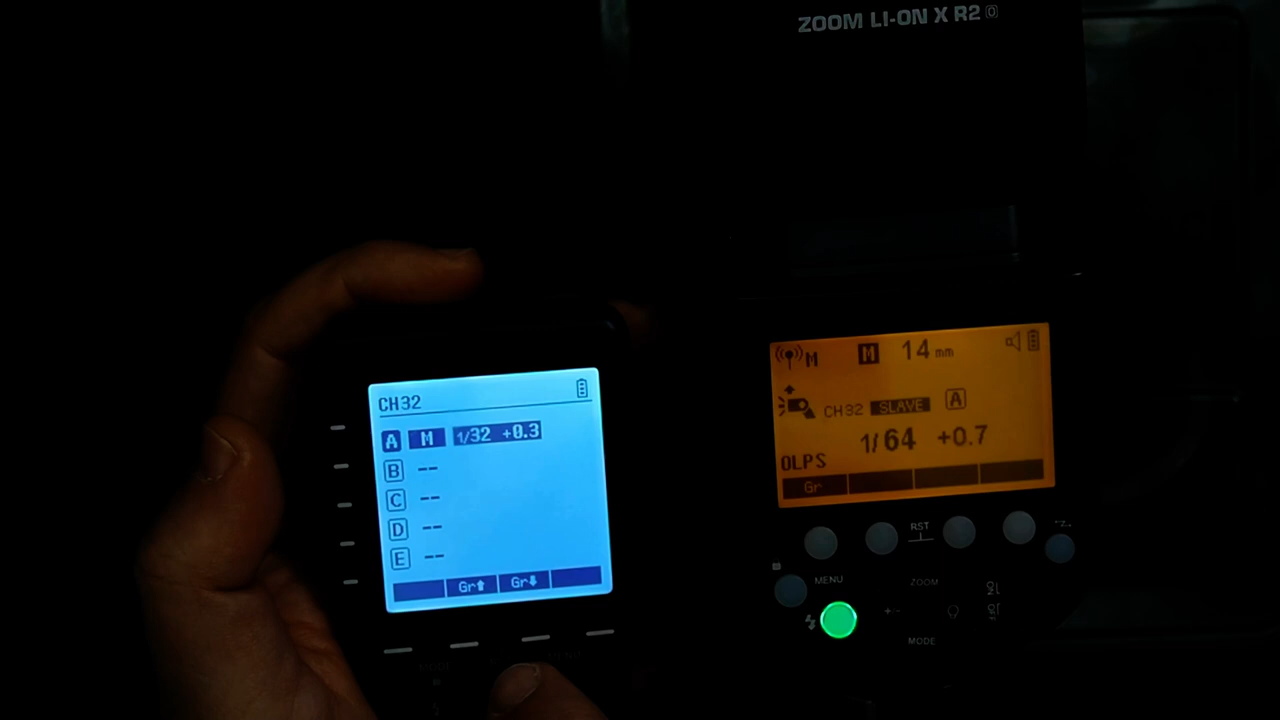 ZOOM LI-ON X R2
CH32
A M 1/32 +0.3
B --
C --
D --
E --
Gr Gr
M M 14 mm
CH32 SLAVE A
1/64 +0.7
OLPS
Gr
RST
MENU
ZOOM
+ -
MODE